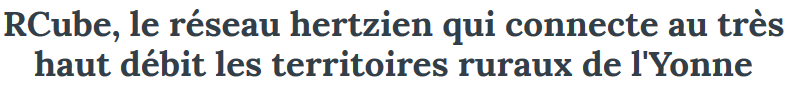 RCube, le réseau hertzien qui connecte au très
haut débit les territoires ruraux de l'Yonne